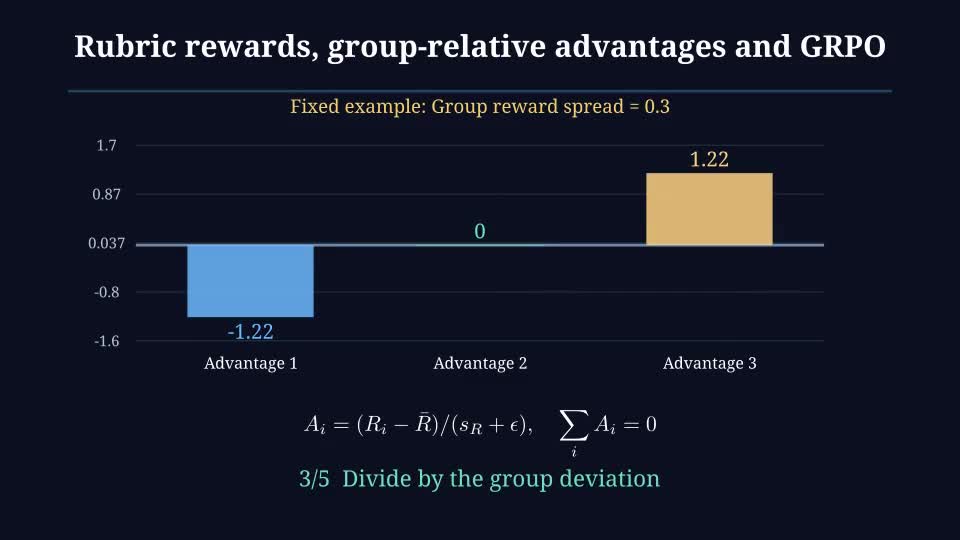 Rubric rewards, group-relative advantages and GRPO
Fixed example: Group reward spread = 0.3
1.7
0.87
0.037
-0.8
-1.6
-1.22
0
1.22
Advantage 1
Advantage 2
Advantage 3
A_i = (R_i − R̄)/(s_R + ϵ), ∑_i A_i = 0
3/5 Divide by the group deviation